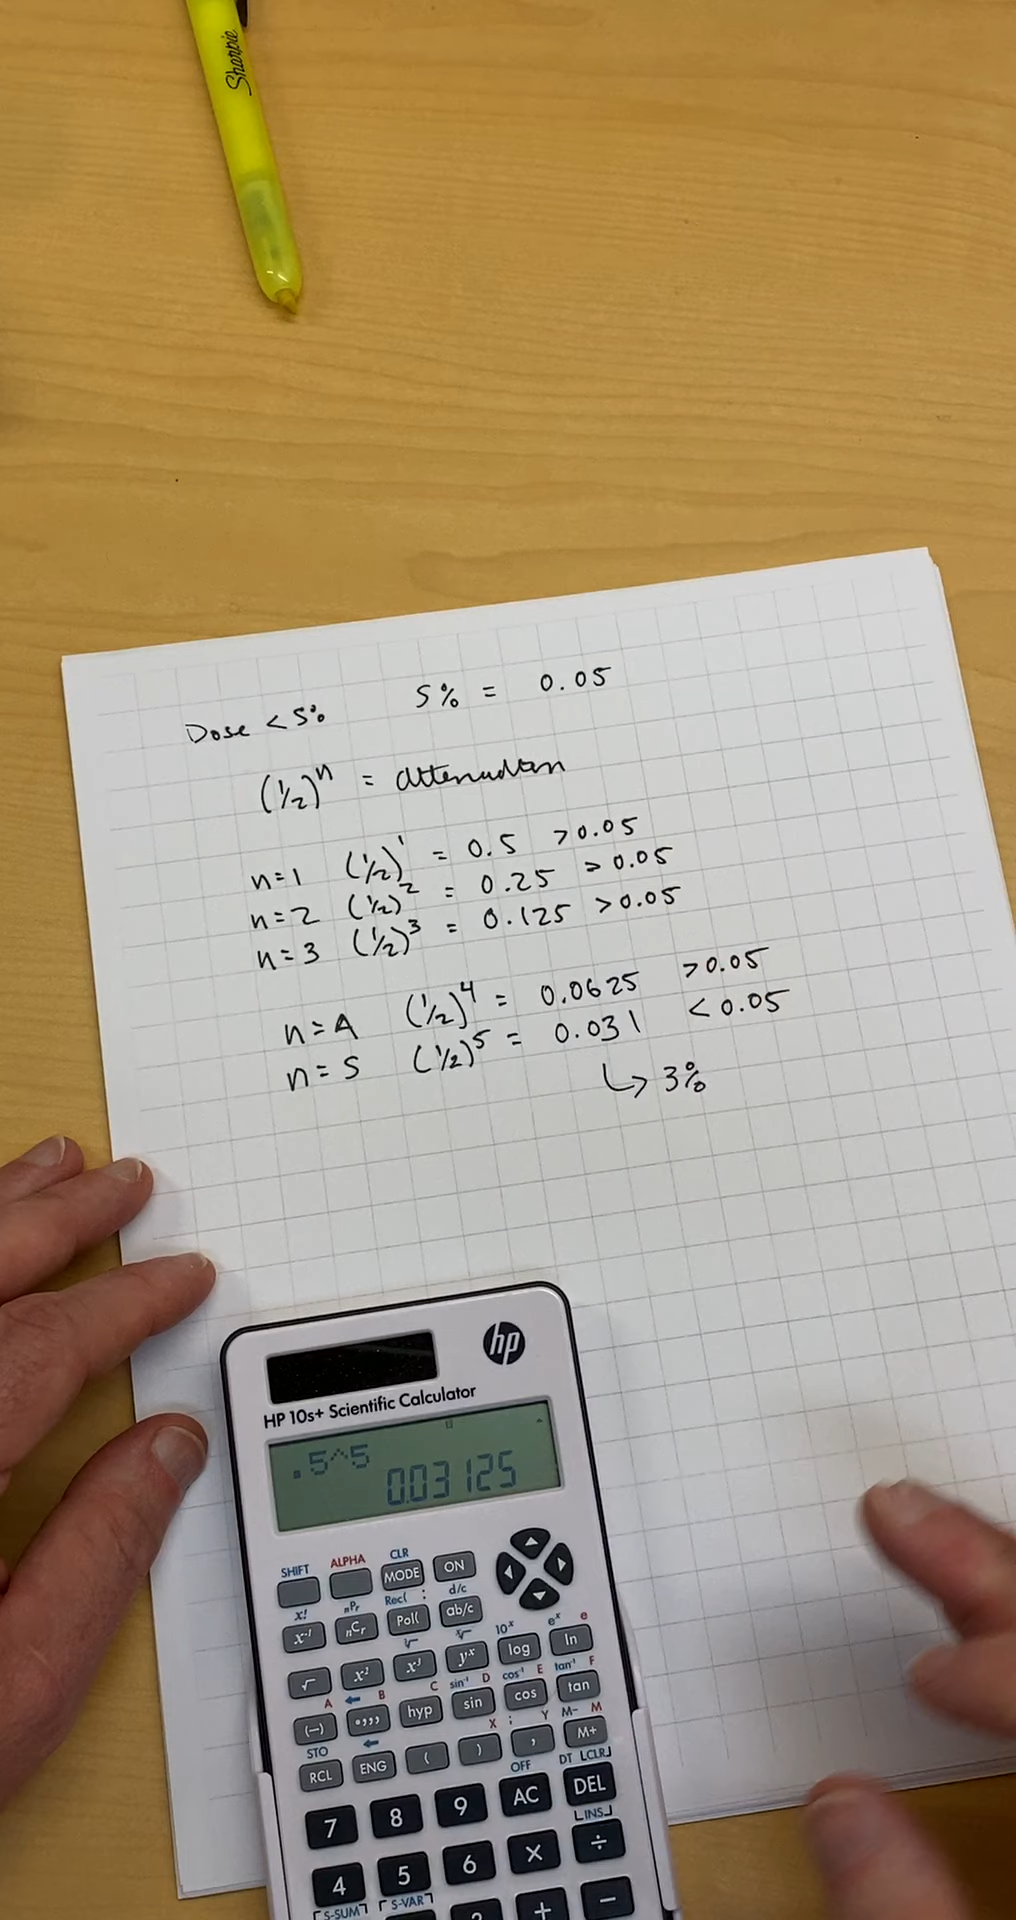 Sharpie
Dose < 5% 5% = 0.05
(1/2)^n = attenuation
n=1 (1/2)^1 = 0.5 >0.05
n=2 (1/2)^2 = 0.25 >0.05
n=3 (1/2)^3 = 0.125 >0.05
n=4 (1/2)^4 = 0.0625 >0.05
n=5 (1/2)^5 = 0.031 <0.05
↳ 3%
hp
HP 10s+ Scientific Calculator
.5^5
0.03125
SHIFT ALPHA CLR
MODE ON
x! nPr Rec( : d/c
x⁻¹ nCr Pol( ab/c
³√ ˣ√ 10ˣ eˣ e
√ x² x³ yˣ log ln
A B C sin⁻¹ D cos⁻¹ E tan⁻¹ F
(–) °,,, hyp sin cos tan
STO X ; Y M- M
RCL ENG ( ) , M+
OFF DT CLR
7 8 9 AC DEL
INS
4 5 6 × ÷
S-SUM S-VAR
+ −